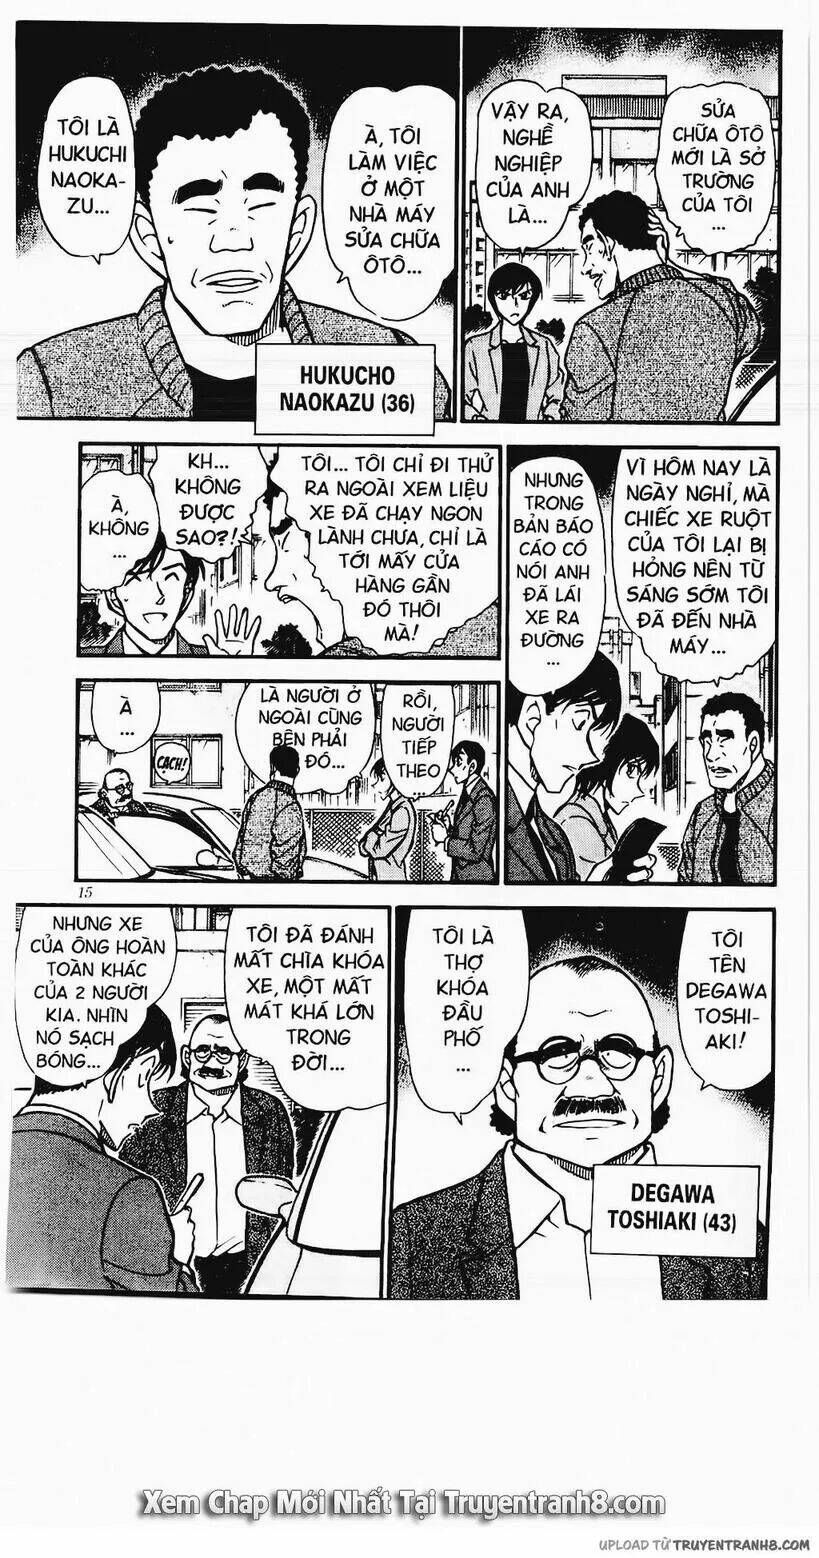 SỬA
CHỮA ÔTÔ
MỚI LÀ SỞ
TRƯỜNG
CỦA TÔI
...
VẬY RA,
NGHỀ
NGHIỆP
CỦA ANH
LÀ...
À, TÔI
LÀM VIỆC
Ở MỘT
NHÀ MÁY
SỬA CHỮA
ÔTÔ...
TÔI LÀ
HUKUCHI
NAOKA-
ZU...
HUKUCHO
NAOKAZU (36)
VÌ HÔM NAY LÀ
NGÀY NGHỈ, MÀ
CHIẾC XE RUỘT
CỦA TÔI LẠI BỊ
HỎNG NÊN TỪ
SÁNG SỚM TÔI
ĐÃ ĐẾN NHÀ
MÁY...
NHƯNG
TRONG
BẢN BÁO
CÁO CÓ
NÓI ANH
ĐÃ LÁI
XE RA
ĐƯỜNG
...
TÔI... TÔI CHỈ ĐI THỬ
RA NGOÀI XEM LIỆU
XE ĐÃ CHẠY NGON
LÀNH CHƯA, CHỈ LÀ
TỚI MẤY CỬA
HÀNG GẦN
ĐÓ THÔI
MÀ!
KH...
KHÔNG
ĐƯỢC
SAO?!
À,
KHÔNG
...
RỒI,
NGƯỜI
TIẾP
THEO
...
LÀ NGƯỜI Ở
NGOÀI CÙNG
BÊN PHẢI
ĐÓ...
À
...
CẠCH!
15
TÔI
TÊN
DEGAWA
TOSHI-
AKI!
TÔI LÀ
THỢ
KHÓA
ĐẦU
PHỐ
...
DEGAWA
TOSHIAKI (43)
TÔI ĐÃ ĐÁNH
MẤT CHÌA KHÓA
XE, MỘT MẤT
MÁT KHÁ LỚN
TRONG
ĐỜI...
NHƯNG XE
CỦA ÔNG HOÀN
TOÀN KHÁC
CỦA 2 NGƯỜI
KIA. NHÌN
NÓ SẠCH
BÓNG...
Xem Chap Mới Nhất Tại Truyentranh8.com
UPLOAD TỪ TRUYENTRANH8.COM